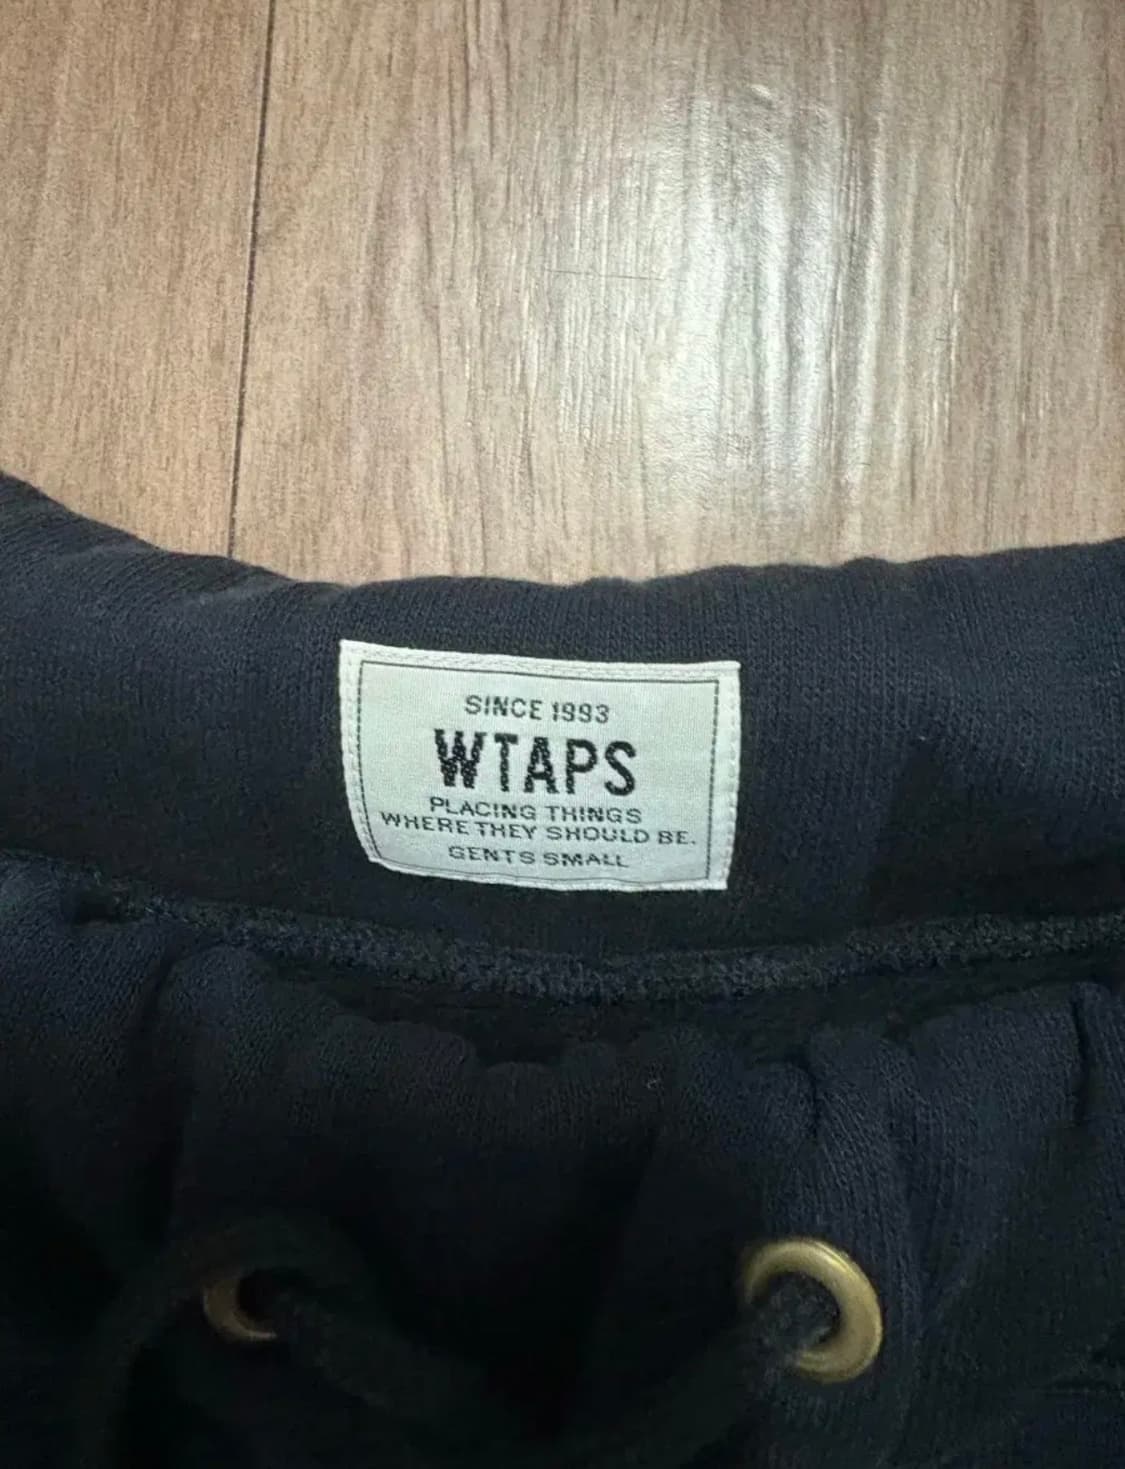 SINCE 1993
WTAPS
PLACING THINGS
WHERE THEY SHOULD BE.
GENTS SMALL